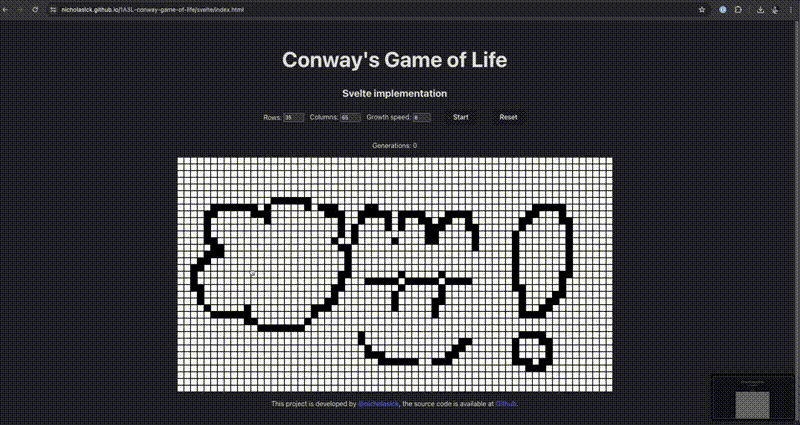 nicholasick.github.io/1A3L-conway-game-of-life/svelte/index.html
Conway's Game of Life
Svelte implementation
Rows: 35 Columns: 65 Growth speed: 6 Start Reset
Generations: 0
This project is developed by @nicholasick, the source code is available at Github.